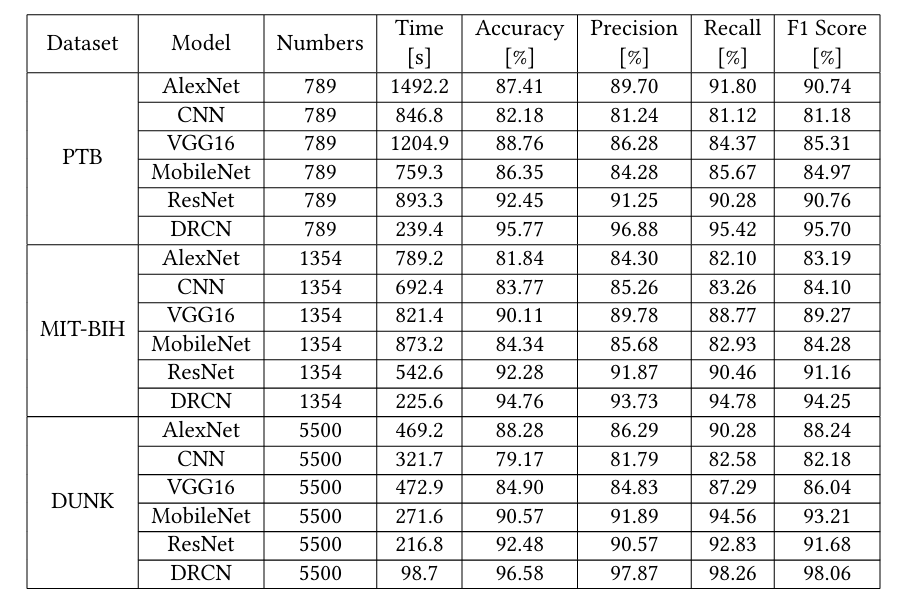 Dataset Model Numbers Time [s] Accuracy [%] Precision [%] Recall [%] F1 Score [%]
PTB
AlexNet 789 1492.2 87.41 89.70 91.80 90.74
CNN 789 846.8 82.18 81.24 81.12 81.18
VGG16 789 1204.9 88.76 86.28 84.37 85.31
MobileNet 789 759.3 86.35 84.28 85.67 84.97
ResNet 789 893.3 92.45 91.25 90.28 90.76
DRCN 789 239.4 95.77 96.88 95.42 95.70
MIT-BIH
AlexNet 1354 789.2 81.84 84.30 82.10 83.19
CNN 1354 692.4 83.77 85.26 83.26 84.10
VGG16 1354 821.4 90.11 89.78 88.77 89.27
MobileNet 1354 873.2 84.34 85.68 82.93 84.28
ResNet 1354 542.6 92.28 91.87 90.46 91.16
DRCN 1354 225.6 94.76 93.73 94.78 94.25
DUNK
AlexNet 5500 469.2 88.28 86.29 90.28 88.24
CNN 5500 321.7 79.17 81.79 82.58 82.18
VGG16 5500 472.9 84.90 84.83 87.29 86.04
MobileNet 5500 271.6 90.57 91.89 94.56 93.21
ResNet 5500 216.8 92.48 90.57 92.83 91.68
DRCN 5500 98.7 96.58 97.87 98.26 98.06